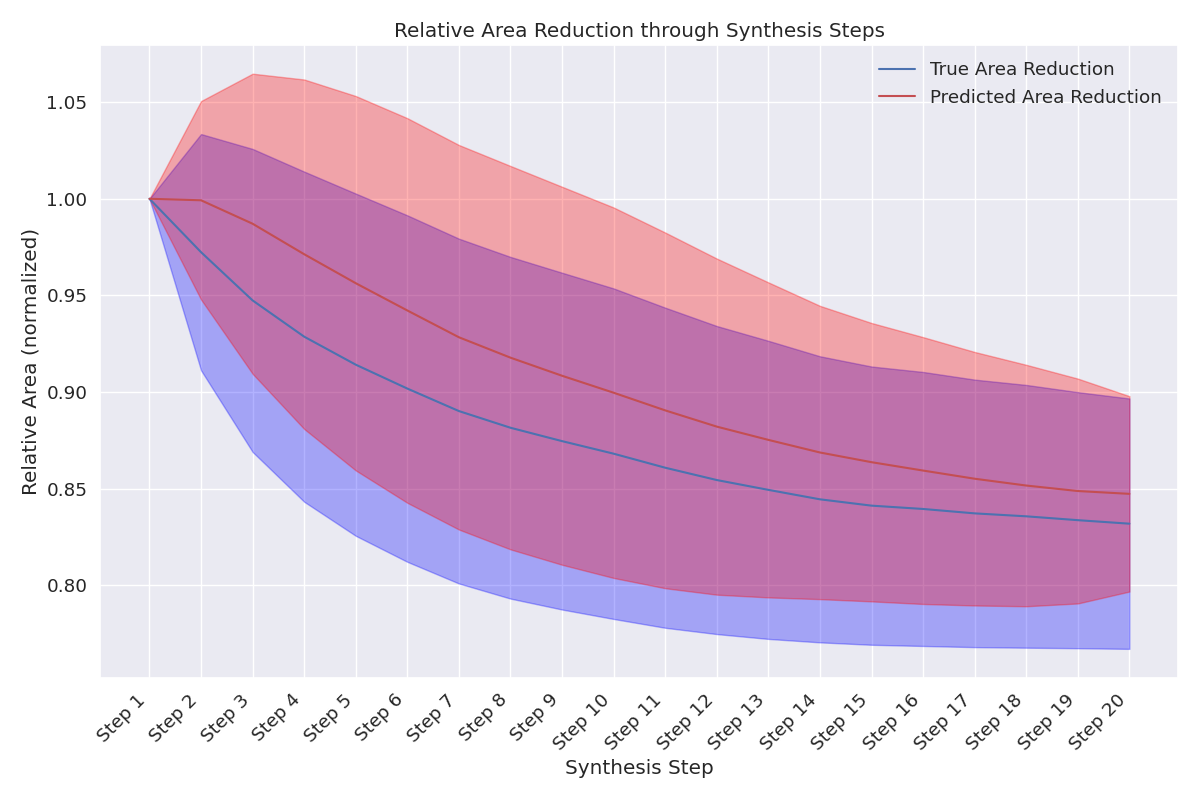 Relative Area Reduction through Synthesis Steps
True Area Reduction
Predicted Area Reduction
Relative Area (normalized)
1.05
1.00
0.95
0.90
0.85
0.80
Step 1
Step 2
Step 3
Step 4
Step 5
Step 6
Step 7
Step 8
Step 9
Step 10
Step 11
Step 12
Step 13
Step 14
Step 15
Step 16
Step 17
Step 18
Step 19
Step 20
Synthesis Step